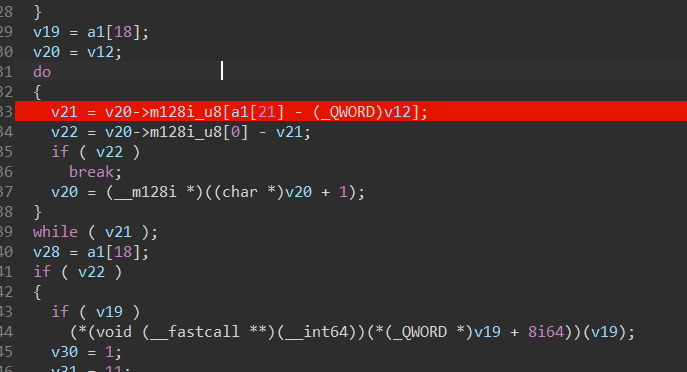 28 }
29 v19 = a1[18];
30 v20 = v12;
31 do
32 {
33 v21 = v20->m128i_u8[a1[21] - (_QWORD)v12];
34 v22 = v20->m128i_u8[0] - v21;
35 if ( v22 )
36 break;
37 v20 = (__m128i *)((char *)v20 + 1);
38 }
39 while ( v21 );
40 v28 = a1[18];
41 if ( v22 )
42 {
43 if ( v19 )
44 (*(void (__fastcall **)(__int64))(*(_QWORD *)v19 + 8i64))(v19);
45 v30 = 1;
46 v31 = 11;